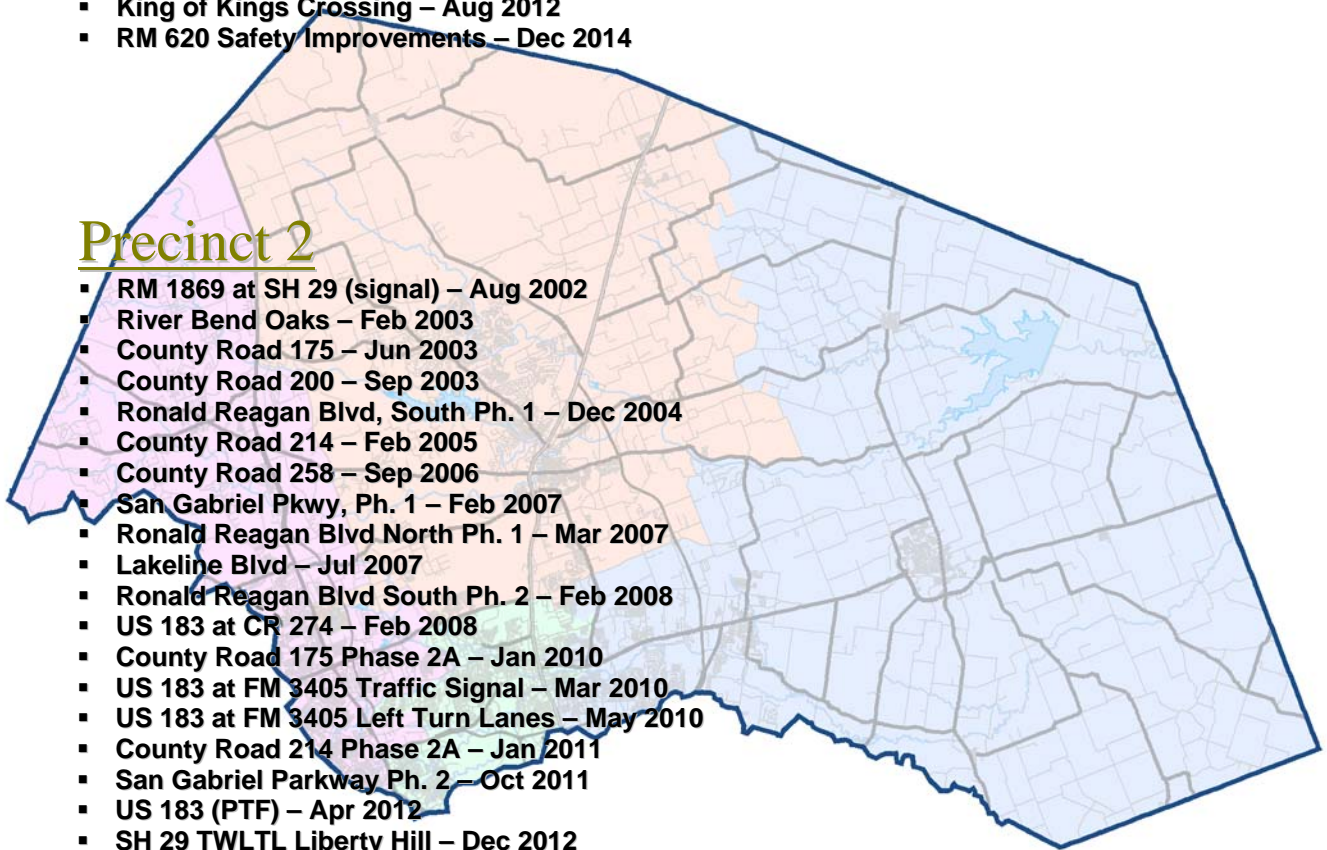 ▪ King of Kings Crossing – Aug 2012
▪ RM 620 Safety Improvements – Dec 2014
Precinct 2
▪ RM 1869 at SH 29 (signal) – Aug 2002
▪ River Bend Oaks – Feb 2003
▪ County Road 175 – Jun 2003
▪ County Road 200 – Sep 2003
▪ Ronald Reagan Blvd, South Ph. 1 – Dec 2004
▪ County Road 214 – Feb 2005
▪ County Road 258 – Sep 2006
▪ San Gabriel Pkwy, Ph. 1 – Feb 2007
▪ Ronald Reagan Blvd North Ph. 1 – Mar 2007
▪ Lakeline Blvd – Jul 2007
▪ Ronald Reagan Blvd South Ph. 2 – Feb 2008
▪ US 183 at CR 274 – Feb 2008
▪ County Road 175 Phase 2A – Jan 2010
▪ US 183 at FM 3405 Traffic Signal – Mar 2010
▪ US 183 at FM 3405 Left Turn Lanes – May 2010
▪ County Road 214 Phase 2A – Jan 2011
▪ San Gabriel Parkway Ph. 2 – Oct 2011
▪ US 183 (PTF) – Apr 2012
▪ SH 29 TWLTL Liberty Hill – Dec 2012